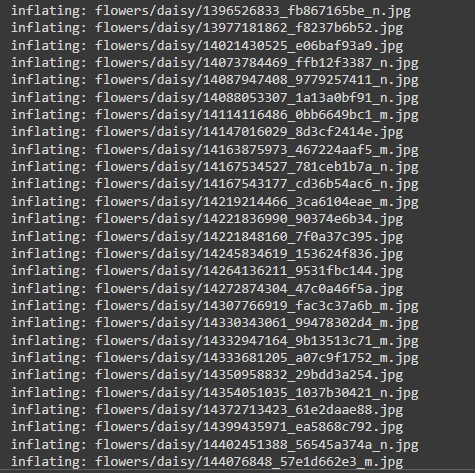 inflating: flowers/daisy/1396526833_fb867165be_n.jpg
inflating: flowers/daisy/13977181862_f8237b6b52.jpg
inflating: flowers/daisy/14021430525_e06baf93a9.jpg
inflating: flowers/daisy/14073784469_ffb12f3387_n.jpg
inflating: flowers/daisy/14087947408_9779257411_n.jpg
inflating: flowers/daisy/14088053307_1a13a0bf91_n.jpg
inflating: flowers/daisy/14114116486_0bb6649bc1_m.jpg
inflating: flowers/daisy/14147016029_8d3cf2414e.jpg
inflating: flowers/daisy/14163875973_467224aaf5_m.jpg
inflating: flowers/daisy/14167534527_781ceb1b7a_n.jpg
inflating: flowers/daisy/14167543177_cd36b54ac6_n.jpg
inflating: flowers/daisy/14219214466_3ca6104eae_m.jpg
inflating: flowers/daisy/14221836990_90374e6b34.jpg
inflating: flowers/daisy/14221848160_7f0a37c395.jpg
inflating: flowers/daisy/14245834619_153624f836.jpg
inflating: flowers/daisy/14264136211_9531fbc144.jpg
inflating: flowers/daisy/14272874304_47c0a46f5a.jpg
inflating: flowers/daisy/14307766919_fac3c37a6b_m.jpg
inflating: flowers/daisy/14330343061_99478302d4_m.jpg
inflating: flowers/daisy/14332947164_9b13513c71_m.jpg
inflating: flowers/daisy/14333681205_a07c9f1752_m.jpg
inflating: flowers/daisy/14350958832_29bdd3a254.jpg
inflating: flowers/daisy/14354051035_1037b30421_n.jpg
inflating: flowers/daisy/14372713423_61e2daae88.jpg
inflating: flowers/daisy/14399435971_ea5868c792.jpg
inflating: flowers/daisy/14402451388_56545a374a_n.jpg
inflating: flowers/daisy/144076848_57e1d662e3_m.jpg